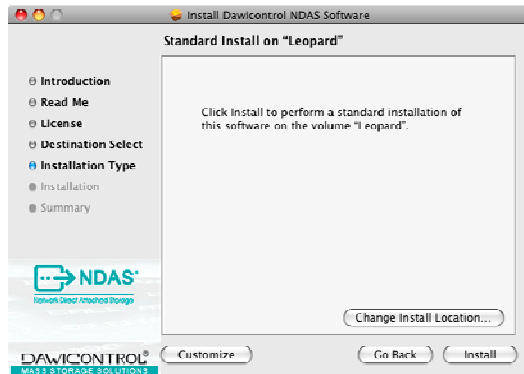 Install Dawicontrol NDAS Software
Standard Install on “Leopard”
Introduction
Read Me
License
Destination Select
Installation Type
Installation
Summary
Click Install to perform a standard installation of
this software on the volume “Leopard”.
NDAS
Network Direct Attached Storage
Change Install Location...
DAWICONTROL®
MASS STORAGE SOLUTIONS
Customize
Go Back
Install